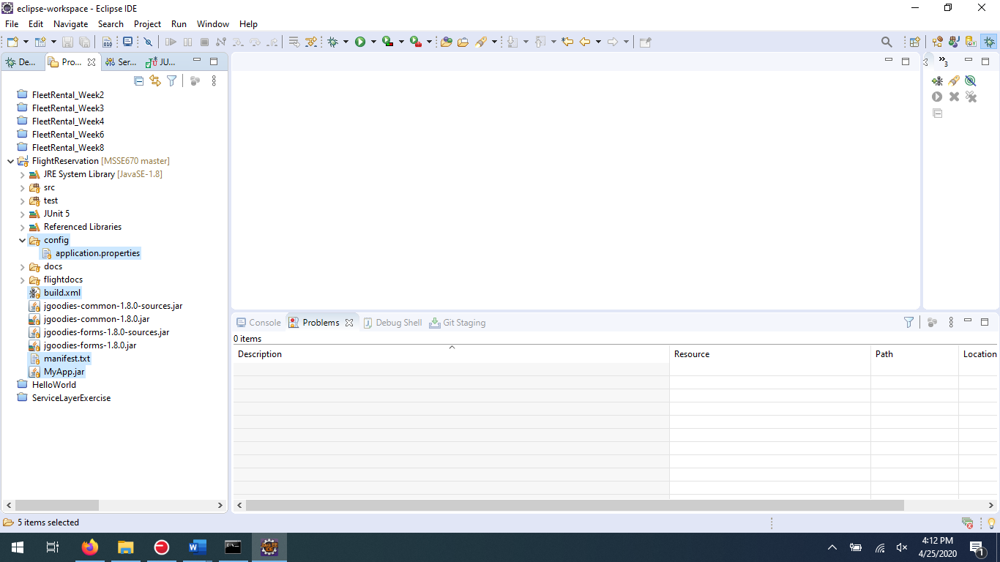 eclipse-workspace - Eclipse IDE
File Edit Navigate Search Project Run Window Help
De... Pro... Ser... JU...
3
FleetRental_Week2
FleetRental_Week3
FleetRental_Week4
FleetRental_Week6
FleetRental_Week8
FlightReservation [MSSE670 master]
JRE System Library [JavaSE-1.8]
src
test
JUnit 5
Referenced Libraries
config
application.properties
docs
flightdocs
build.xml
jgoodies-common-1.8.0-sources.jar
jgoodies-common-1.8.0.jar
jgoodies-forms-1.8.0-sources.jar
jgoodies-forms-1.8.0.jar
manifest.txt
MyApp.jar
HelloWorld
ServiceLayerExercise
Console Problems Debug Shell Git Staging
0 items
Description Resource Path Location
5 items selected
4:12 PM
4/25/2020
1